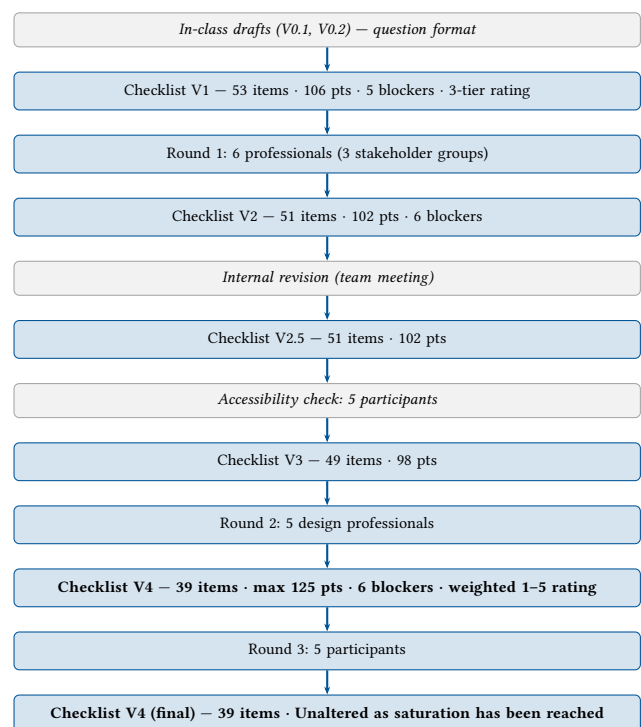 In-class drafts (V0.1, V0.2) — question format
Checklist V1 — 53 items · 106 pts · 5 blockers · 3-tier rating
Round 1: 6 professionals (3 stakeholder groups)
Checklist V2 — 51 items · 102 pts · 6 blockers
Internal revision (team meeting)
Checklist V2.5 — 51 items · 102 pts
Accessibility check: 5 participants
Checklist V3 — 49 items · 98 pts
Round 2: 5 design professionals
Checklist V4 — 39 items · max 125 pts · 6 blockers · weighted 1–5 rating
Round 3: 5 participants
Checklist V4 (final) — 39 items · Unaltered as saturation has been reached